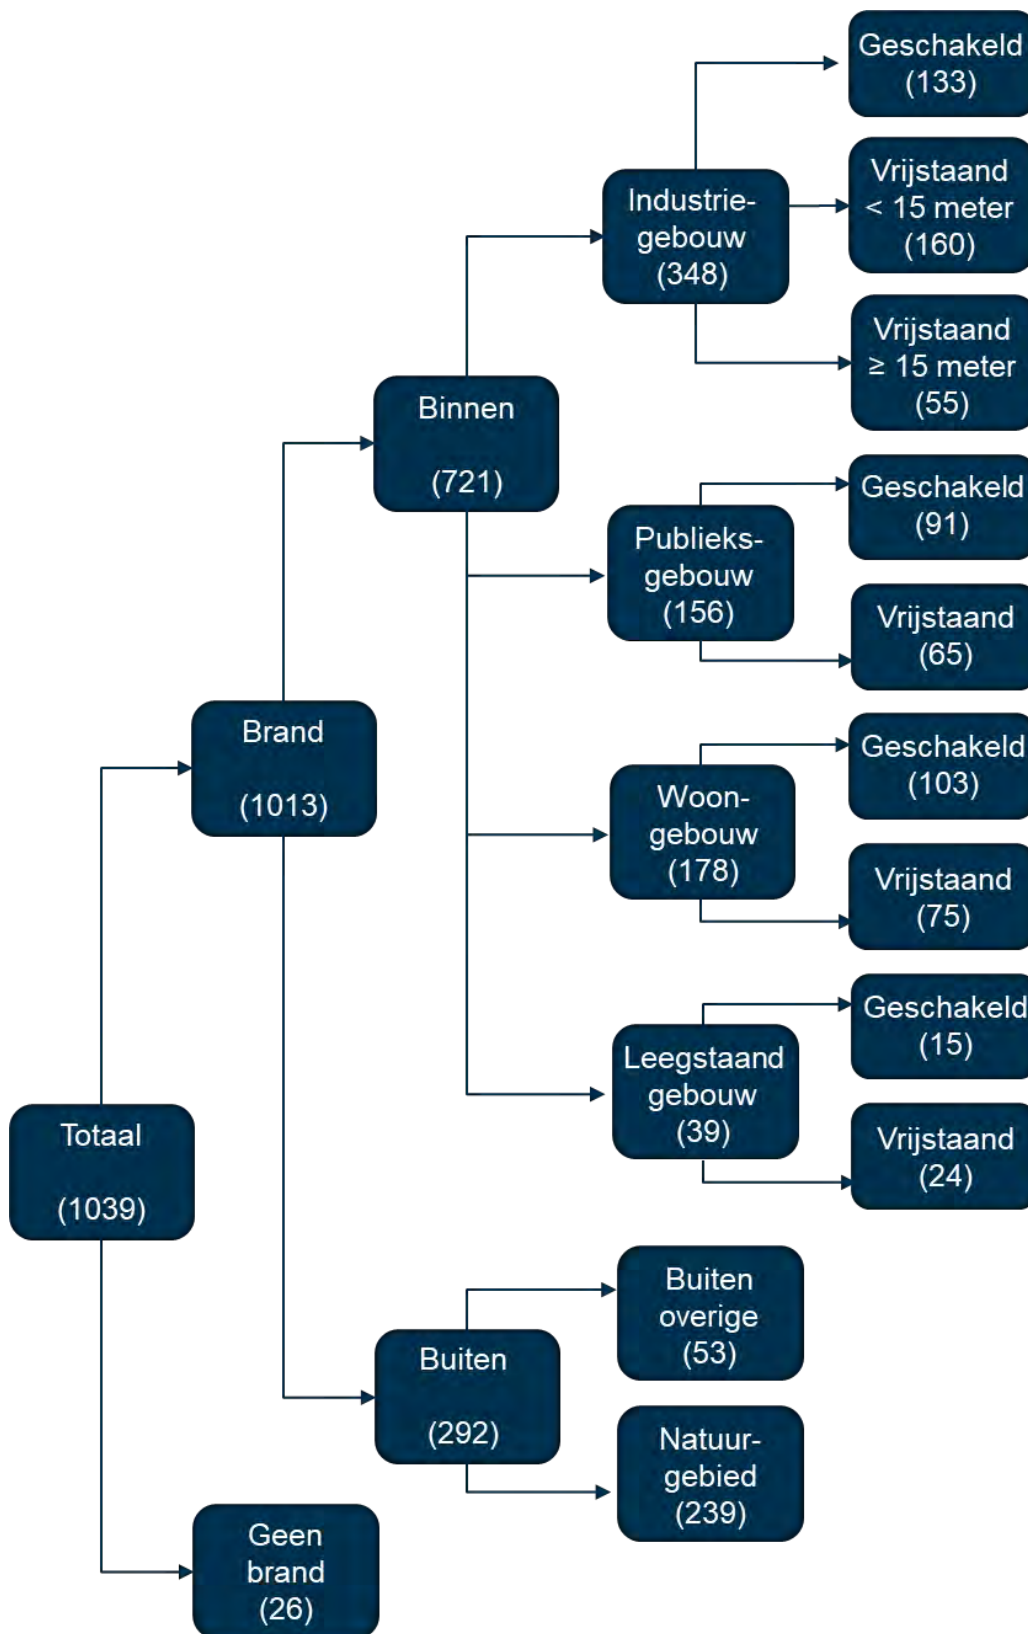 Geschakeld
(133)
Vrijstaand
< 15 meter
(160)
Industrie-
gebouw
(348)
Vrijstaand
≥ 15 meter
(55)
Binnen
(721)
Geschakeld
(91)
Publieks-
gebouw
(156)
Vrijstaand
(65)
Brand
(1013)
Geschakeld
(103)
Woon-
gebouw
(178)
Vrijstaand
(75)
Geschakeld
(15)
Leegstaand
gebouw
(39)
Vrijstaand
(24)
Totaal
(1039)
Buiten
overige
(53)
Buiten
(292)
Natuur-
gebied
(239)
Geen
brand
(26)